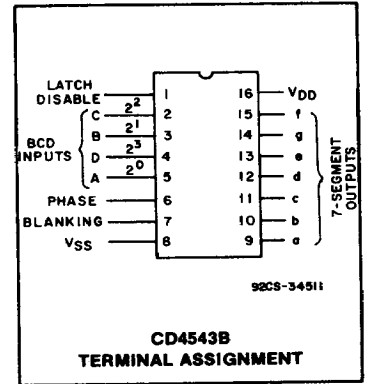 LATCH DISABLE 1 16 VDD
C 2² 2 15 f
B 2¹ 3 14 g
D 2³ 4 13 e
A 2⁰ 5 12 d
BCD INPUTS
PHASE 6 11 c
BLANKING 7 10 b
VSS 8 9 a
7-SEGMENT OUTPUTS
92CS-34511
CD4543B
TERMINAL ASSIGNMENT